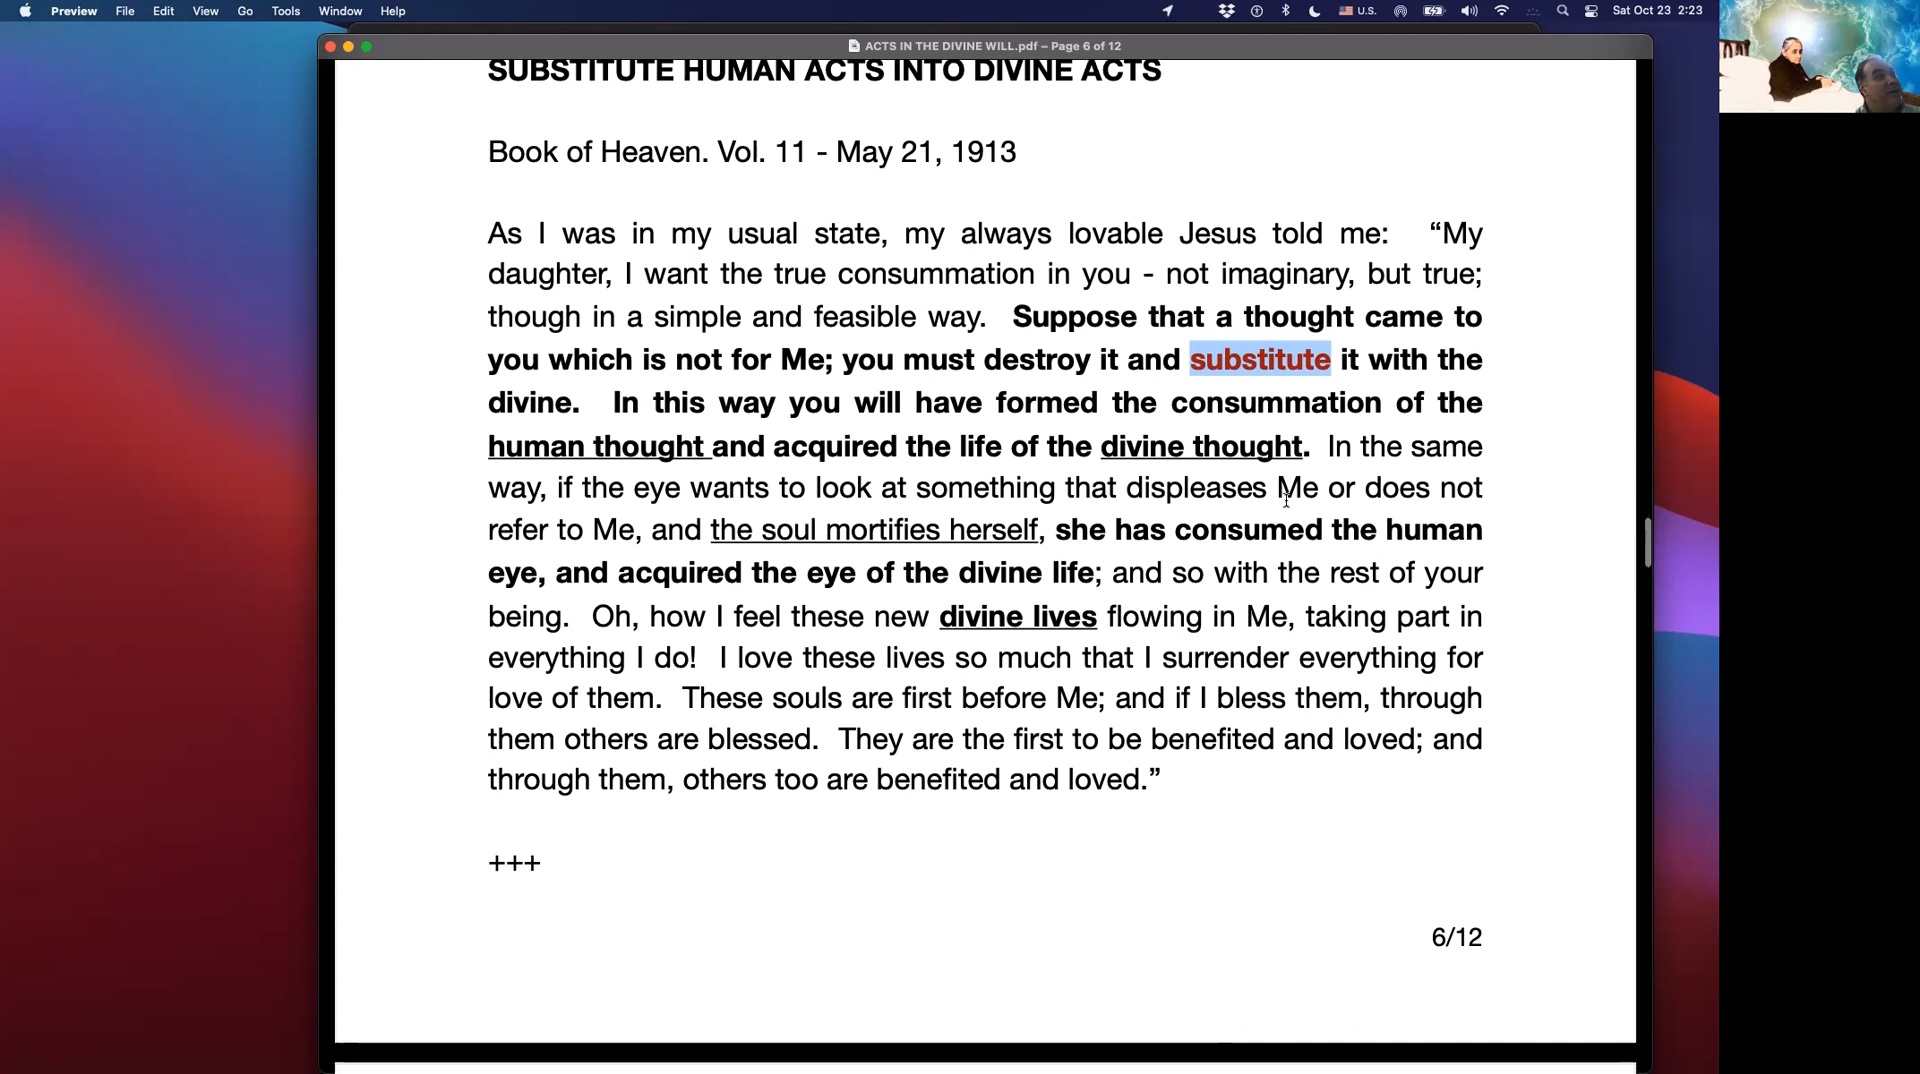 Preview File Edit View Go Tools Window Help U.S. Sat Oct 23 2:23
ACTS IN THE DIVINE WILL.pdf – Page 6 of 12
SUBSTITUTE HUMAN ACTS INTO DIVINE ACTS
Book of Heaven. Vol. 11 - May 21, 1913
As I was in my usual state, my always lovable Jesus told me: “My
daughter, I want the true consummation in you - not imaginary, but true;
though in a simple and feasible way. Suppose that a thought came to
you which is not for Me; you must destroy it and substitute it with the
divine. In this way you will have formed the consummation of the
human thought and acquired the life of the divine thought. In the same
way, if the eye wants to look at something that displeases Me or does not
refer to Me, and the soul mortifies herself, she has consumed the human
eye, and acquired the eye of the divine life; and so with the rest of your
being. Oh, how I feel these new divine lives flowing in Me, taking part in
everything I do! I love these lives so much that I surrender everything for
love of them. These souls are first before Me; and if I bless them, through
them others are blessed. They are the first to be benefited and loved; and
through them, others too are benefited and loved.”
+++
6/12